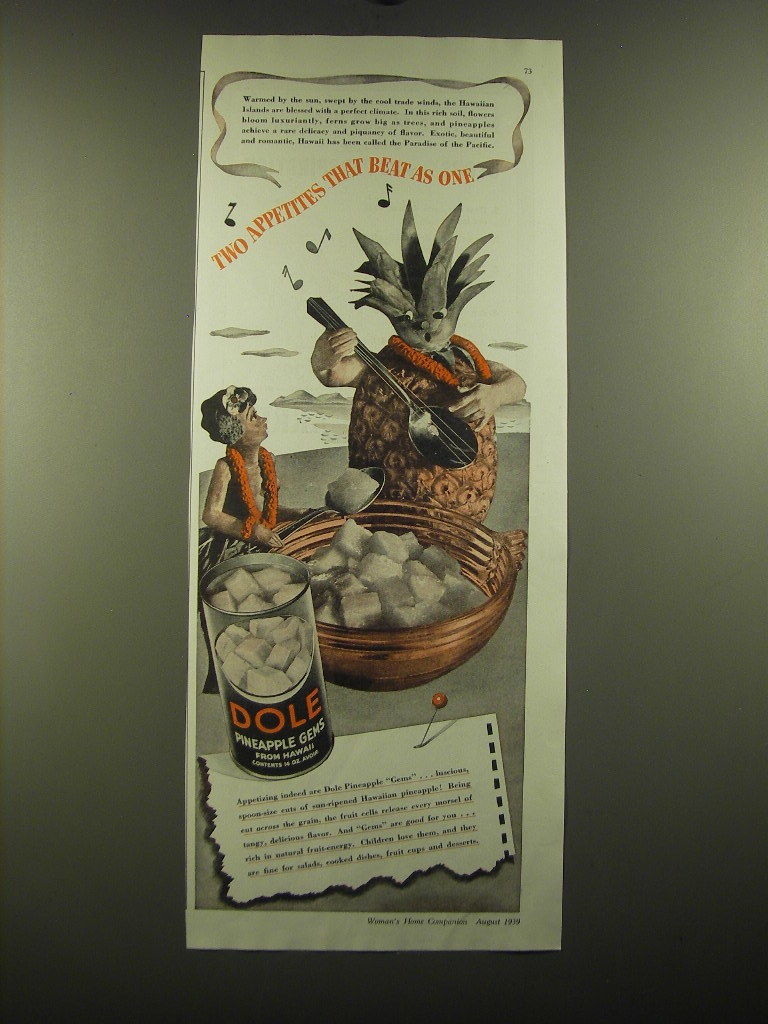 73
Warmed by the sun, swept by the cool trade winds, the Hawaiian
Islands are blessed with a perfect climate. In this rich soil, flowers
bloom luxuriantly, ferns grow big as trees, and pineapples
achieve a rare delicacy and piquancy of flavor. Exotic, beautiful
and romantic, Hawaii has been called the Paradise of the Pacific.
TWO APPETITES THAT BEAT AS ONE
DOLE
PINEAPPLE GEMS
FROM HAWAII
CONTENTS 14 OZ. AVOIR
Appetizing indeed are Dole Pineapple "Gems" . . . luscious,
spoon-size cuts of sun-ripened Hawaiian pineapple! Being
cut across the grain, the fruit cells release every morsel of
tangy, delicious flavor. And "Gems" are good for you . . .
rich in natural fruit-energy. Children love them, and they
are fine for salads, cooked dishes, fruit cups and desserts.
Woman's Home Companion August 1939